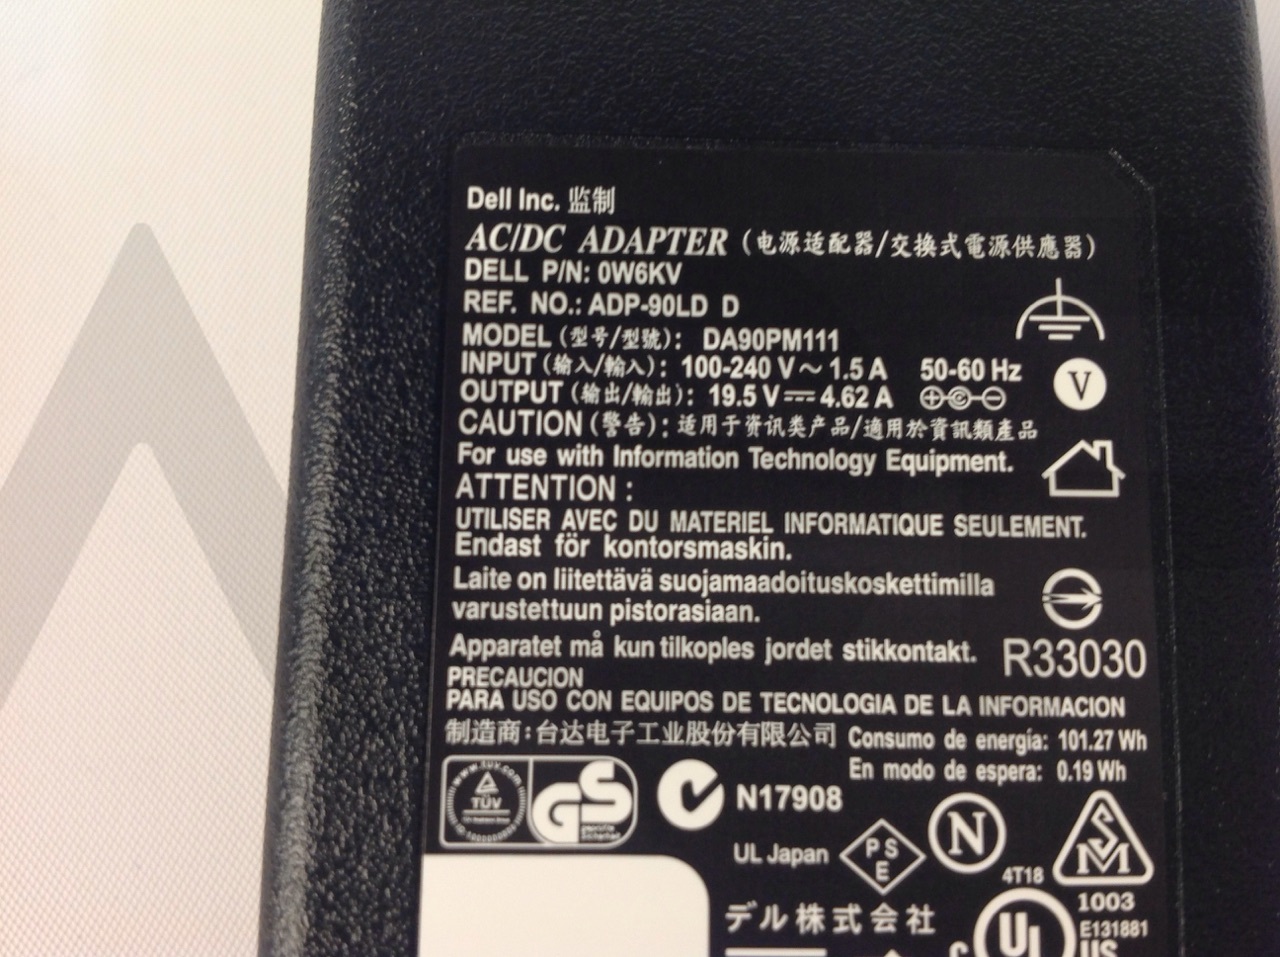 Dell Inc. 监制
AC/DC ADAPTER (电源适配器/交换式電源供應器)
DELL P/N: 0W6KV
REF. NO.: ADP-90LD D
MODEL (型号/型號): DA90PM111
INPUT (输入/輸入): 100-240 V ~ 1.5 A 50-60 Hz
OUTPUT (输出/輸出): 19.5 V ⎓ 4.62 A
V
CAUTION (警告): 适用于资讯类产品/適用於資訊類產品
For use with Information Technology Equipment.
ATTENTION :
UTILISER AVEC DU MATERIEL INFORMATIQUE SEULEMENT.
Endast för kontorsmaskin.
Laite on liitettävä suojamaadoituskoskettimilla
varustettuun pistorasiaan.
Apparatet må kun tilkoples jordet stikkontakt.
R33030
PRECAUCION
PARA USO CON EQUIPOS DE TECNOLOGIA DE LA INFORMACION
制造商:台达电子工业股份有限公司
Consumo de energía: 101.27 Wh
En modo de espera: 0.19 Wh
www.tuv.com
TÜV
GS
geprüfte Sicherheit
N17908
UL Japan
PSE
N
4T18
SM
1003
デル株式会社
UL
E131881
C
US